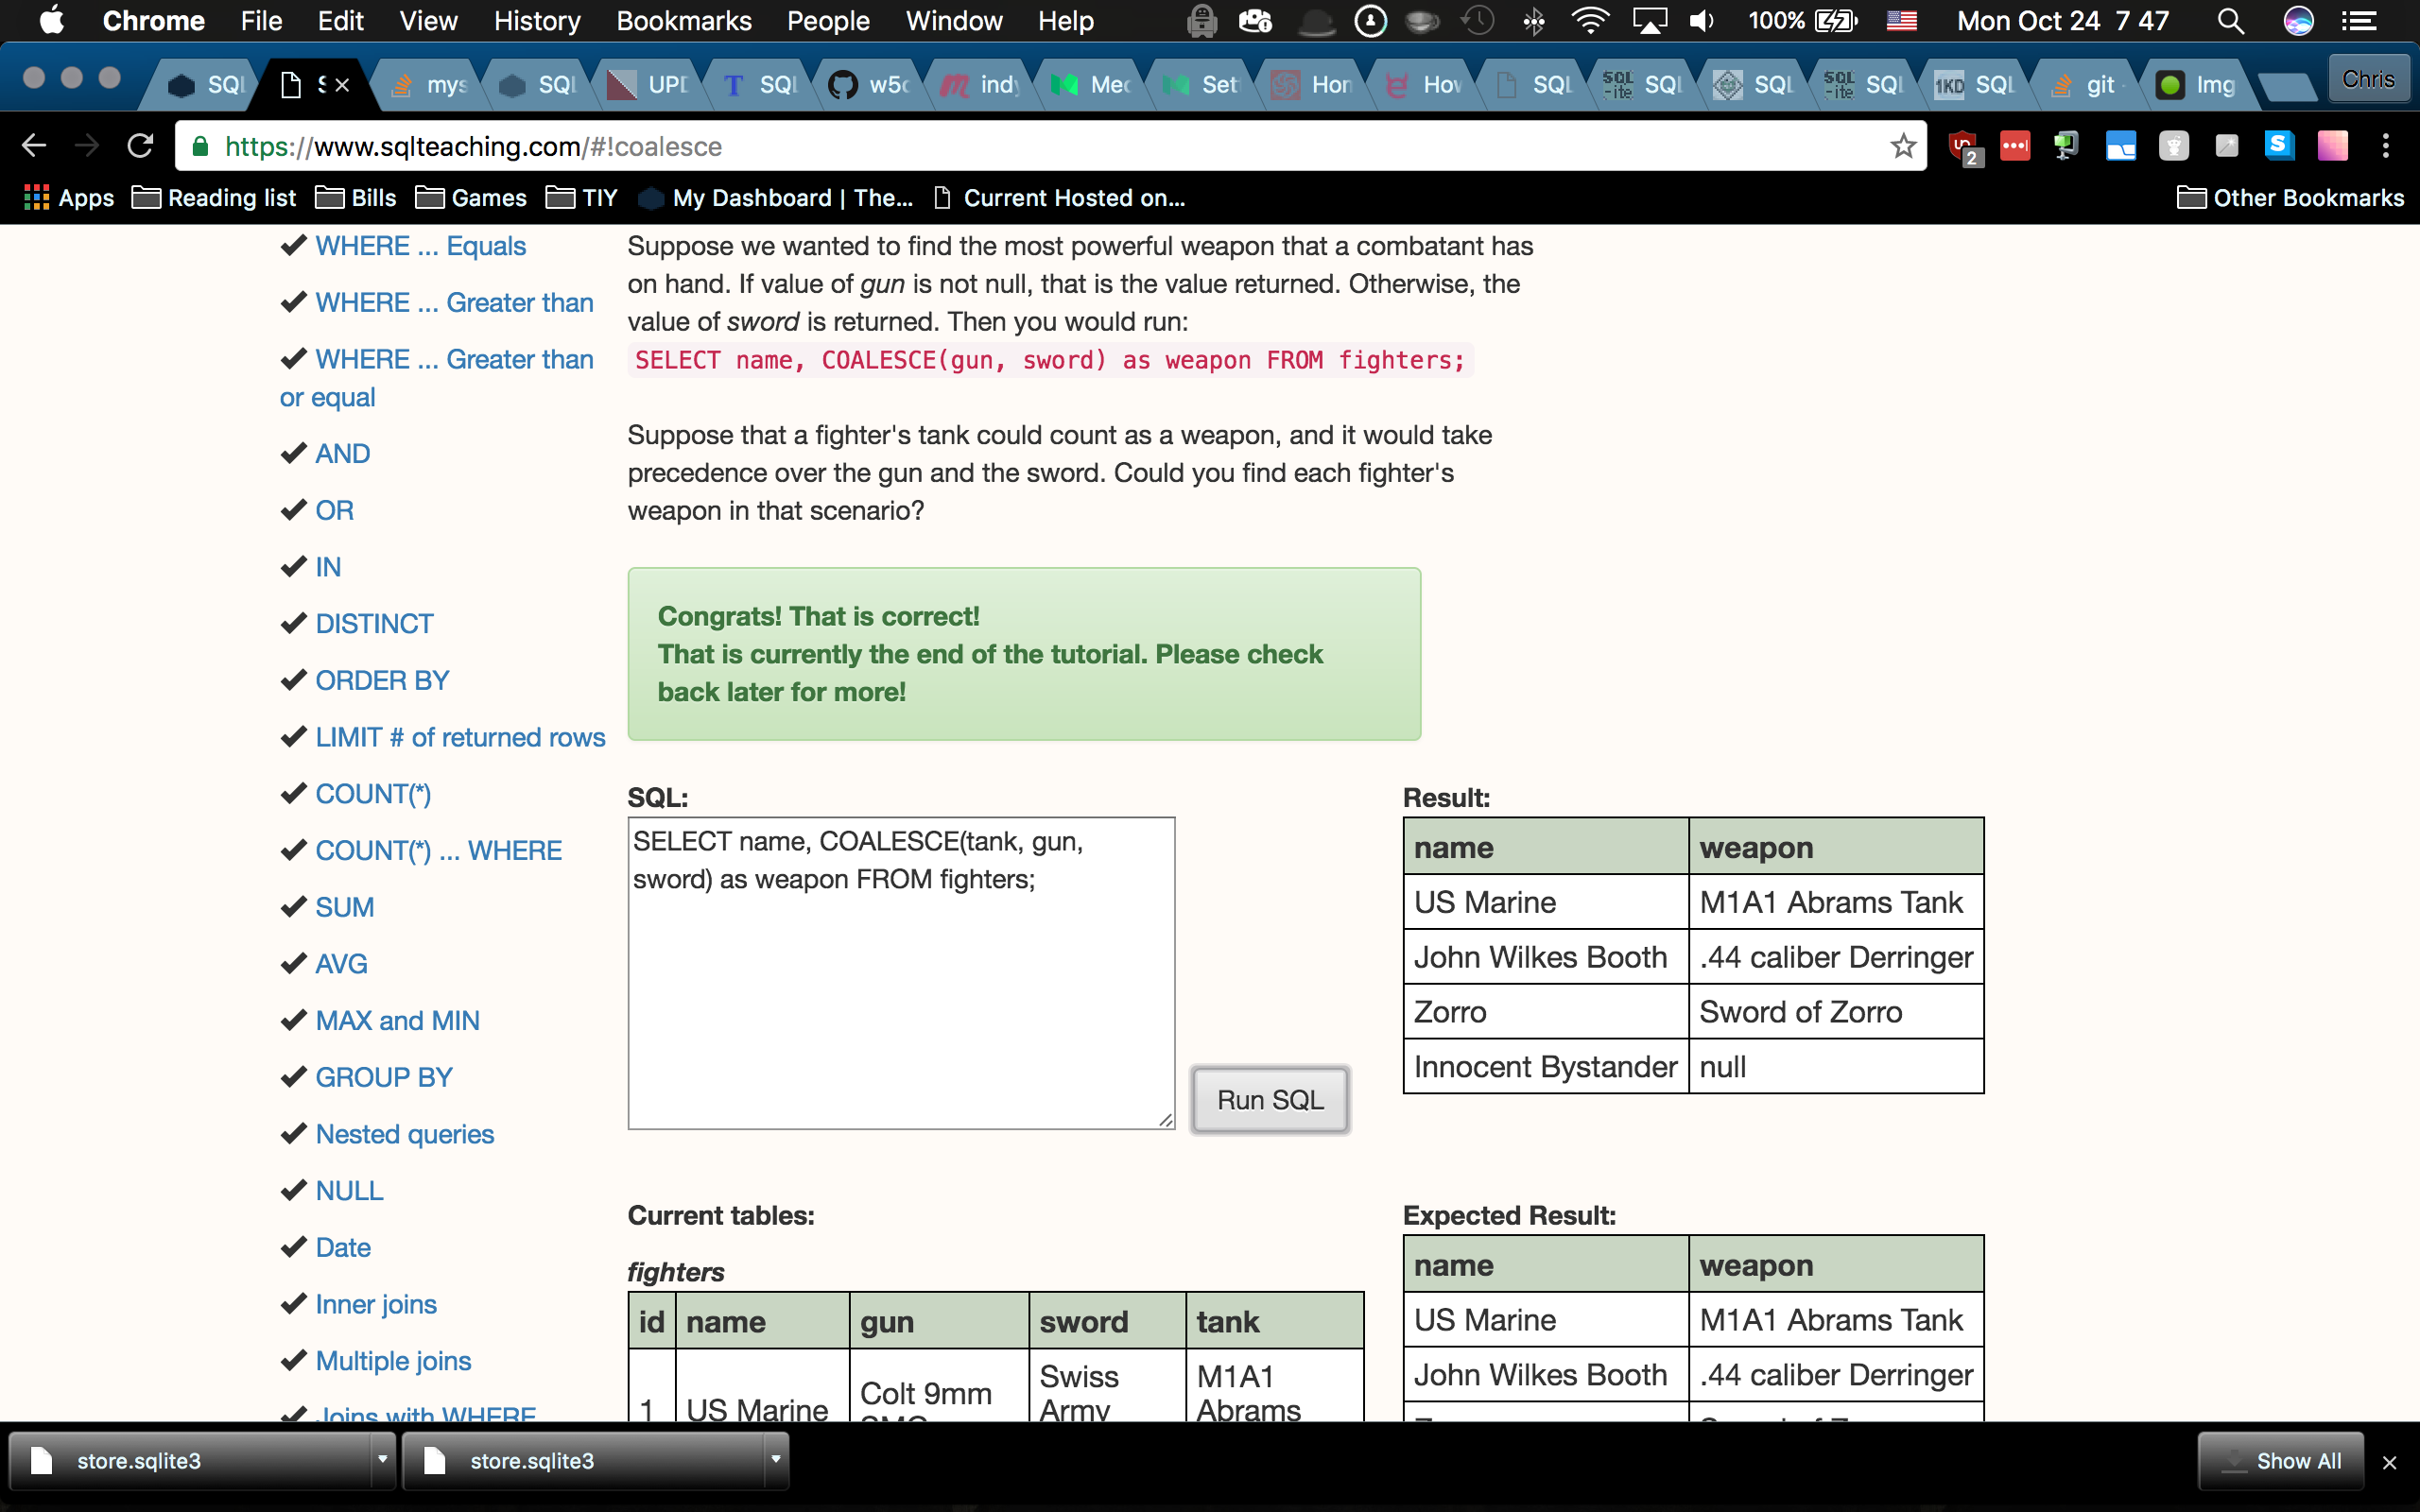 Chrome File Edit View History Bookmarks People Window Help 100% Mon Oct 24 7 47
SQL S mys SQL UPD SQL w5 indy Med Set Hor How SQL SQL SQL SQL 1KD SQL git Img Chris
https://www.sqlteaching.com/#!coalesce
2
Apps Reading list Bills Games TIY My Dashboard | The... Current Hosted on... Other Bookmarks
WHERE ... Equals
WHERE ... Greater than
WHERE ... Greater than
or equal
AND
OR
IN
DISTINCT
ORDER BY
LIMIT # of returned rows
COUNT(*)
COUNT(*) ... WHERE
SUM
AVG
MAX and MIN
GROUP BY
Nested queries
NULL
Date
Inner joins
Multiple joins
Joins with WHERE
Suppose we wanted to find the most powerful weapon that a combatant has
on hand. If value of gun is not null, that is the value returned. Otherwise, the
value of sword is returned. Then you would run:
SELECT name, COALESCE(gun, sword) as weapon FROM fighters;
Suppose that a fighter's tank could count as a weapon, and it would take
precedence over the gun and the sword. Could you find each fighter's
weapon in that scenario?
Congrats! That is correct!
That is currently the end of the tutorial. Please check
back later for more!
SQL:
SELECT name, COALESCE(tank, gun,
sword) as weapon FROM fighters;
Run SQL
Result:
name weapon
US Marine M1A1 Abrams Tank
John Wilkes Booth .44 caliber Derringer
Zorro Sword of Zorro
Innocent Bystander null
Current tables:
fighters
id name gun sword tank
1 US Marine Colt 9mm Swiss Army M1A1 Abrams
Expected Result:
name weapon
US Marine M1A1 Abrams Tank
John Wilkes Booth .44 caliber Derringer
store.sqlite3 store.sqlite3 Show All